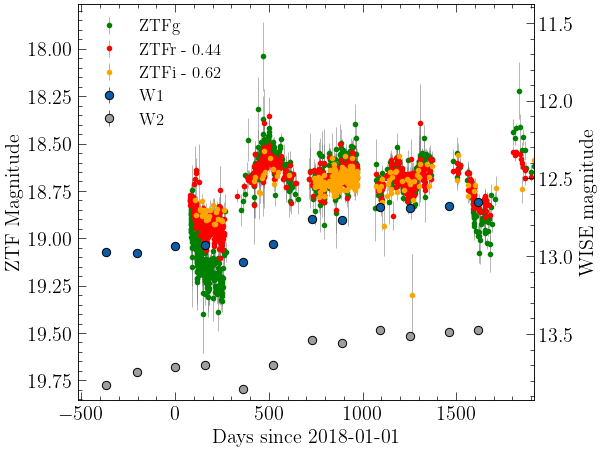 ZTFg
ZTFr - 0.44
ZTFi - 0.62
W1
W2
18.00
18.25
18.50
18.75
19.00
19.25
19.50
19.75
ZTF Magnitude
11.5
12.0
12.5
13.0
13.5
WISE magnitude
−500 0 500 1000 1500
Days since 2018-01-01